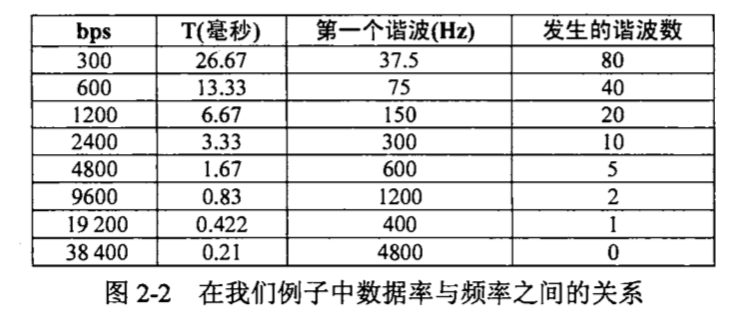 bps T(毫秒) 第一个谐波(Hz) 发生的谐波数
300 26.67 37.5 80
600 13.33 75 40
1200 6.67 150 20
2400 3.33 300 10
4800 1.67 600 5
9600 0.83 1200 2
19 200 0.422 400 1
38 400 0.21 4800 0
图 2-2 在我们例子中数据率与频率之间的关系